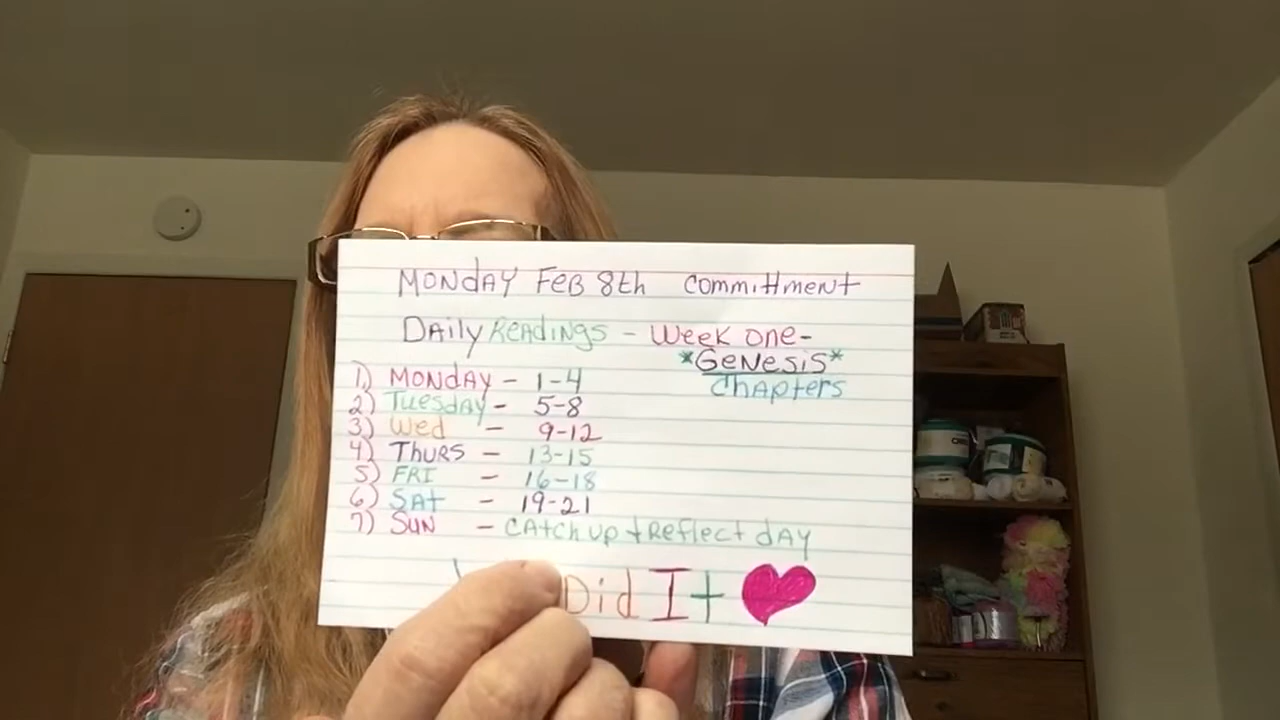 Monday Feb 8th Committment
Daily Readings - Week one-
*Genesis*
Chapters
1) Monday - 1-4
2) Tuesday - 5-8
3) Wed - 9-12
4) Thurs - 13-15
5) Fri - 16-18
6) Sat - 19-21
7) Sun - Catch up + Reflect day
Did It